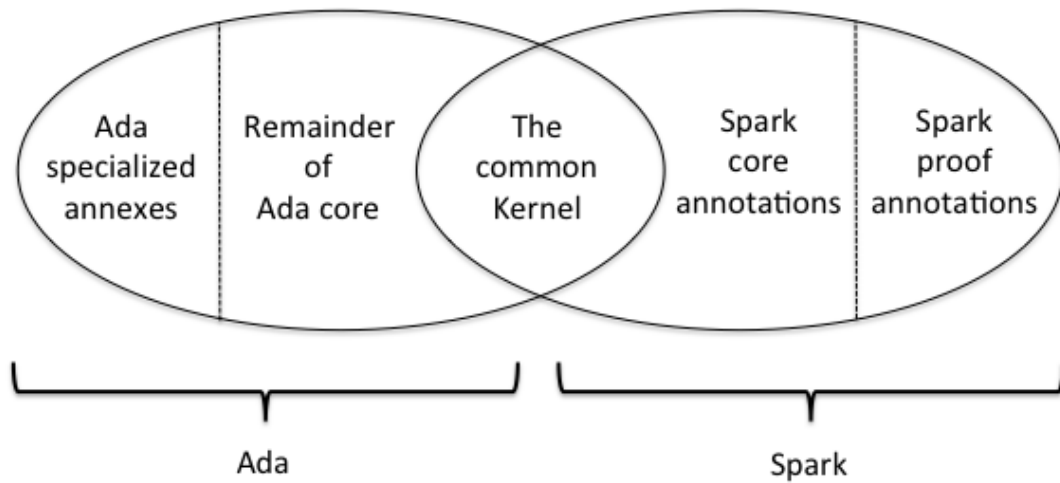 Ada
specialized
annexes
Remainder
of
Ada core
The
common
Kernel
Spark
core
annotations
Spark
proof
annotations
Ada
Spark